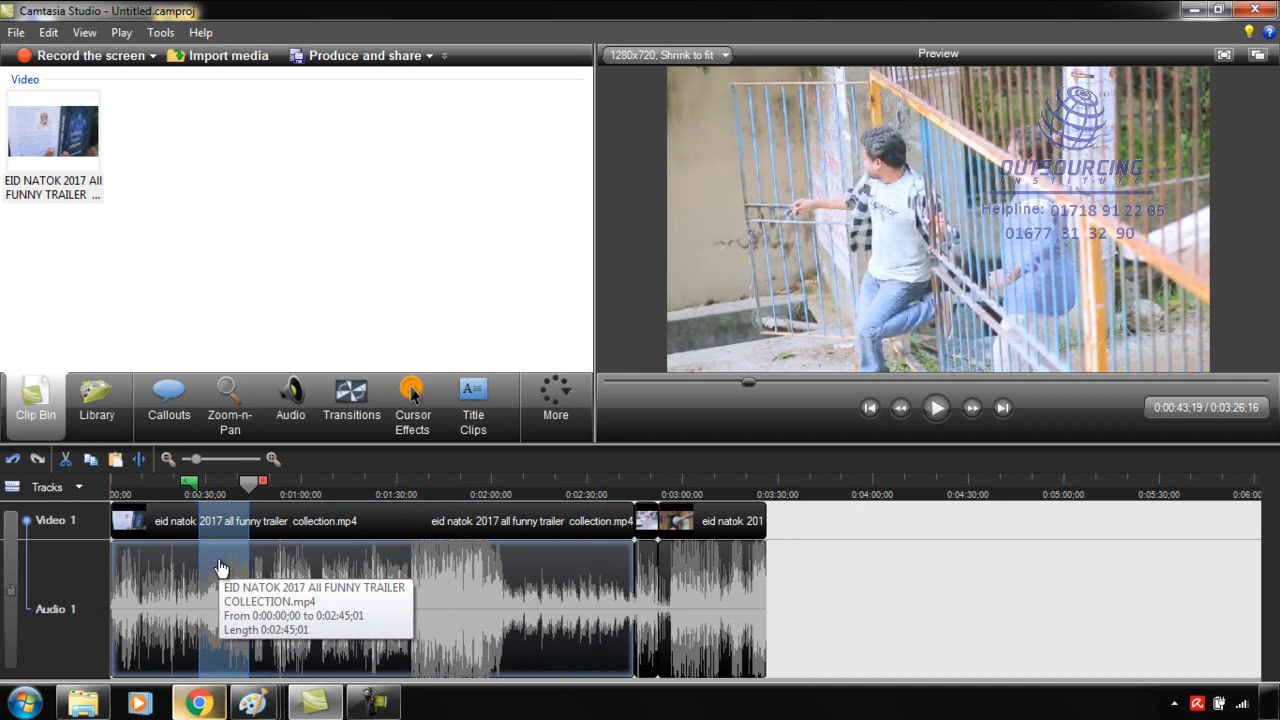 Camtasia Studio - Untitled.camproj
File Edit View Play Tools Help
Record the screen Import media Produce and share
1280x720, Shrink to fit
Preview
Video
EID NATOK 2017 All
FUNNY TRAILER ...
OUTSOURCING
INSTITUTE
Helpline: 01718 91 22 05
01677 31 32 90
Clip Bin
Library
Callouts
Zoom-n-
Pan
Audio
Transitions
Cursor
Effects
Title
Clips
More
0:00:43;19 / 0:03:26;16
Tracks
00;00 0:00:30;00 0:01:00;00 0:01:30;00 0:02:00;00 0:02:30;00 0:03:00;00 0:03:30;00 0:04:00;00 0:04:30;00 0:05:00;00 0:05:30;00 0:06:0
Video 1
eid natok 2017 all funny trailer collection.mp4
eid natok 2017 all funny trailer collection.mp4
eid natok 201
Audio 1
EID NATOK 2017 All FUNNY TRAILER
COLLECTION.mp4
From 0:00:00;00 to 0:02:45;01
Length 0:02:45;01